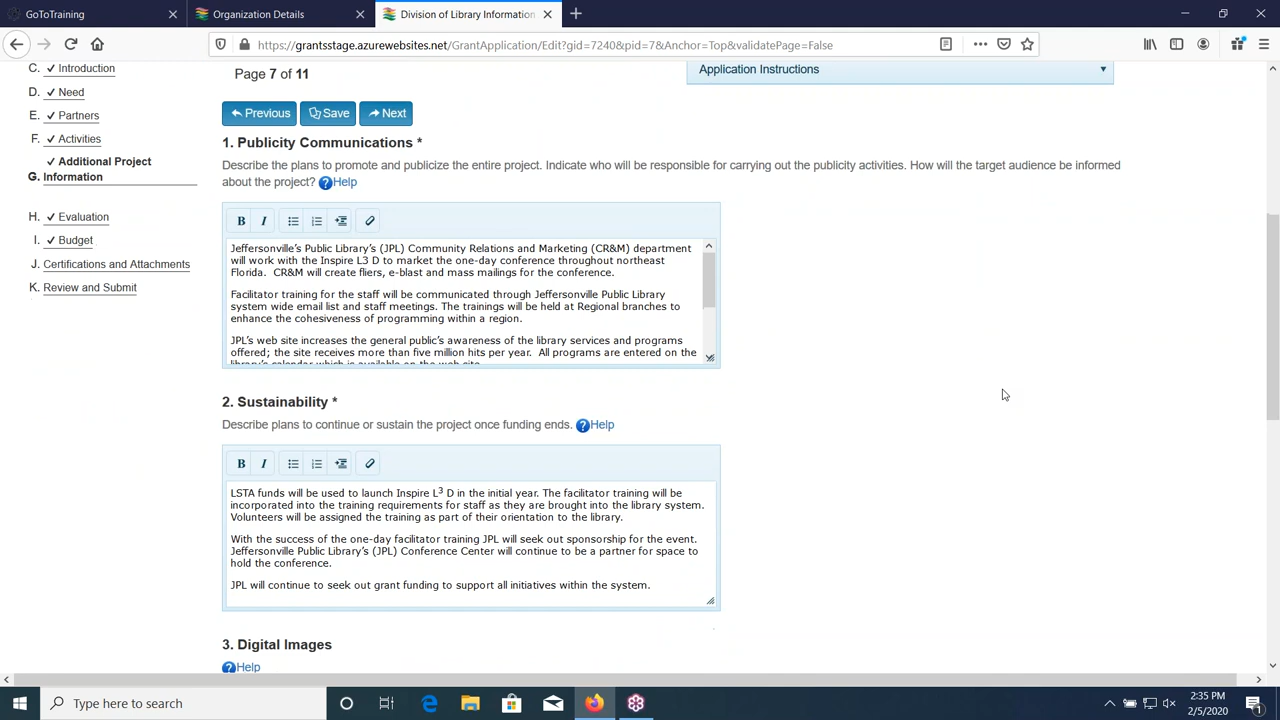 GoToTraining
Organization Details
Division of Library Information
https://grantsstage.azurewebsites.net/GrantApplication/Edit?gid=7240&pid=7&Anchor=Top&validatePage=False
C. ✓ Introduction
D. ✓ Need
E. ✓ Partners
F. ✓ Activities
✓ Additional Project
G. Information
H. ✓ Evaluation
I. ✓ Budget
J. Certifications and Attachments
K. Review and Submit
Page 7 of 11
Application Instructions
Previous
Save
Next
1. Publicity Communications *
Describe the plans to promote and publicize the entire project. Indicate who will be responsible for carrying out the publicity activities. How will the target audience be informed
about the project? Help
B I
Jeffersonville's Public Library's (JPL) Community Relations and Marketing (CR&M) department
will work with the Inspire L3 D to market the one-day conference throughout northeast
Florida. CR&M will create fliers, e-blast and mass mailings for the conference.
Facilitator training for the staff will be communicated through Jeffersonville Public Library
system wide email list and staff meetings. The trainings will be held at Regional branches to
enhance the cohesiveness of programming within a region.
JPL's web site increases the general public's awareness of the library services and programs
offered; the site receives more than five million hits per year. All programs are entered on the
library's calendar which is available on the web site.
2. Sustainability *
Describe plans to continue or sustain the project once funding ends. Help
B I
LSTA funds will be used to launch Inspire L³ D in the initial year. The facilitator training will be
incorporated into the training requirements for staff as they are brought into the library system.
Volunteers will be assigned the training as part of their orientation to the library.
With the success of the one-day facilitator training JPL will seek out sponsorship for the event.
Jeffersonville Public Library's (JPL) Conference Center will continue to be a partner for space to
hold the conference.
JPL will continue to seek out grant funding to support all initiatives within the system.
3. Digital Images
Help
Type here to search
2:35 PM
2/5/2020
1